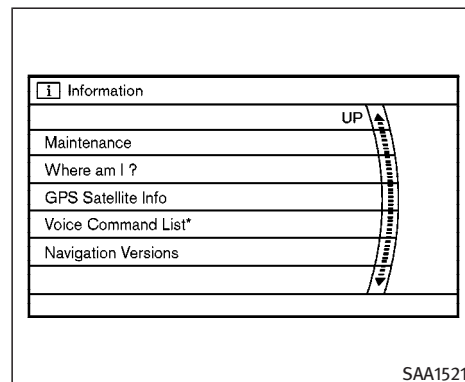 i Information
UP
Maintenance
Where am I ?
GPS Satellite Info
Voice Command List*
Navigation Versions
SAA1521